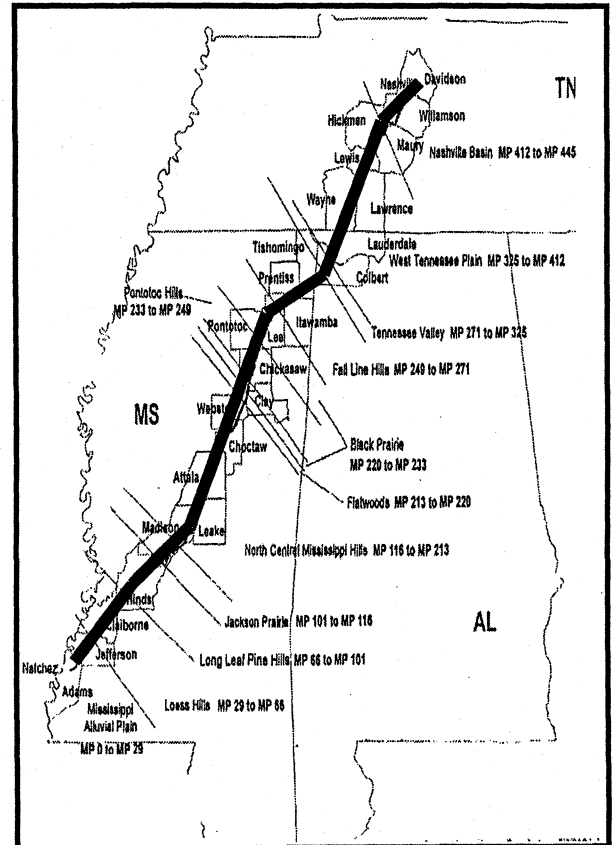 Nashville
Davidson
TN
Hickman
Williamson
Maury
Nashville Basin MP 412 to MP 445
Lewis
Wayne
Lawrence
Tishomingo
Lauderdale
West Tennessee Plain MP 325 to MP 412
Prentiss
Colbert
Pontotoc Hills
MP 233 to MP 249
Itawamba
Pontotoc
Lee
Tennessee Valley MP 271 to MP 325
Fall Line Hills MP 249 to MP 271
Chickasaw
MS
Webst
Clay
Choctaw
Black Prairie
MP 220 to MP 233
Attala
Flatwoods MP 213 to MP 220
Madison
Leake
North Central Mississippi Hills MP 116 to MP 213
Hinds
Jackson Prairie MP 101 to MP 116
AL
Claiborne
Jefferson
Long Leaf Pine Hills MP 66 to MP 101
Natchez
Adams
Loess Hills MP 29 to MP 66
Mississippi
Alluvial Plain
MP 0 to MP 29